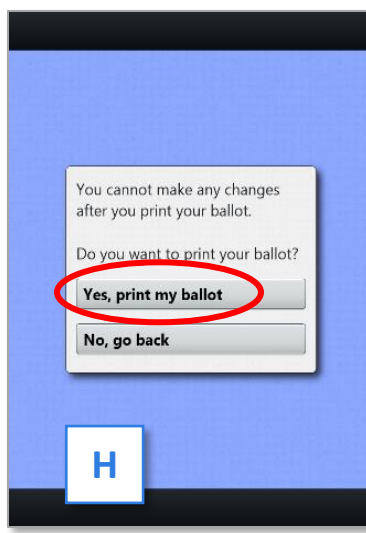 You cannot make any changes
after you print your ballot.
Do you want to print your ballot?
Yes, print my ballot
No, go back
H